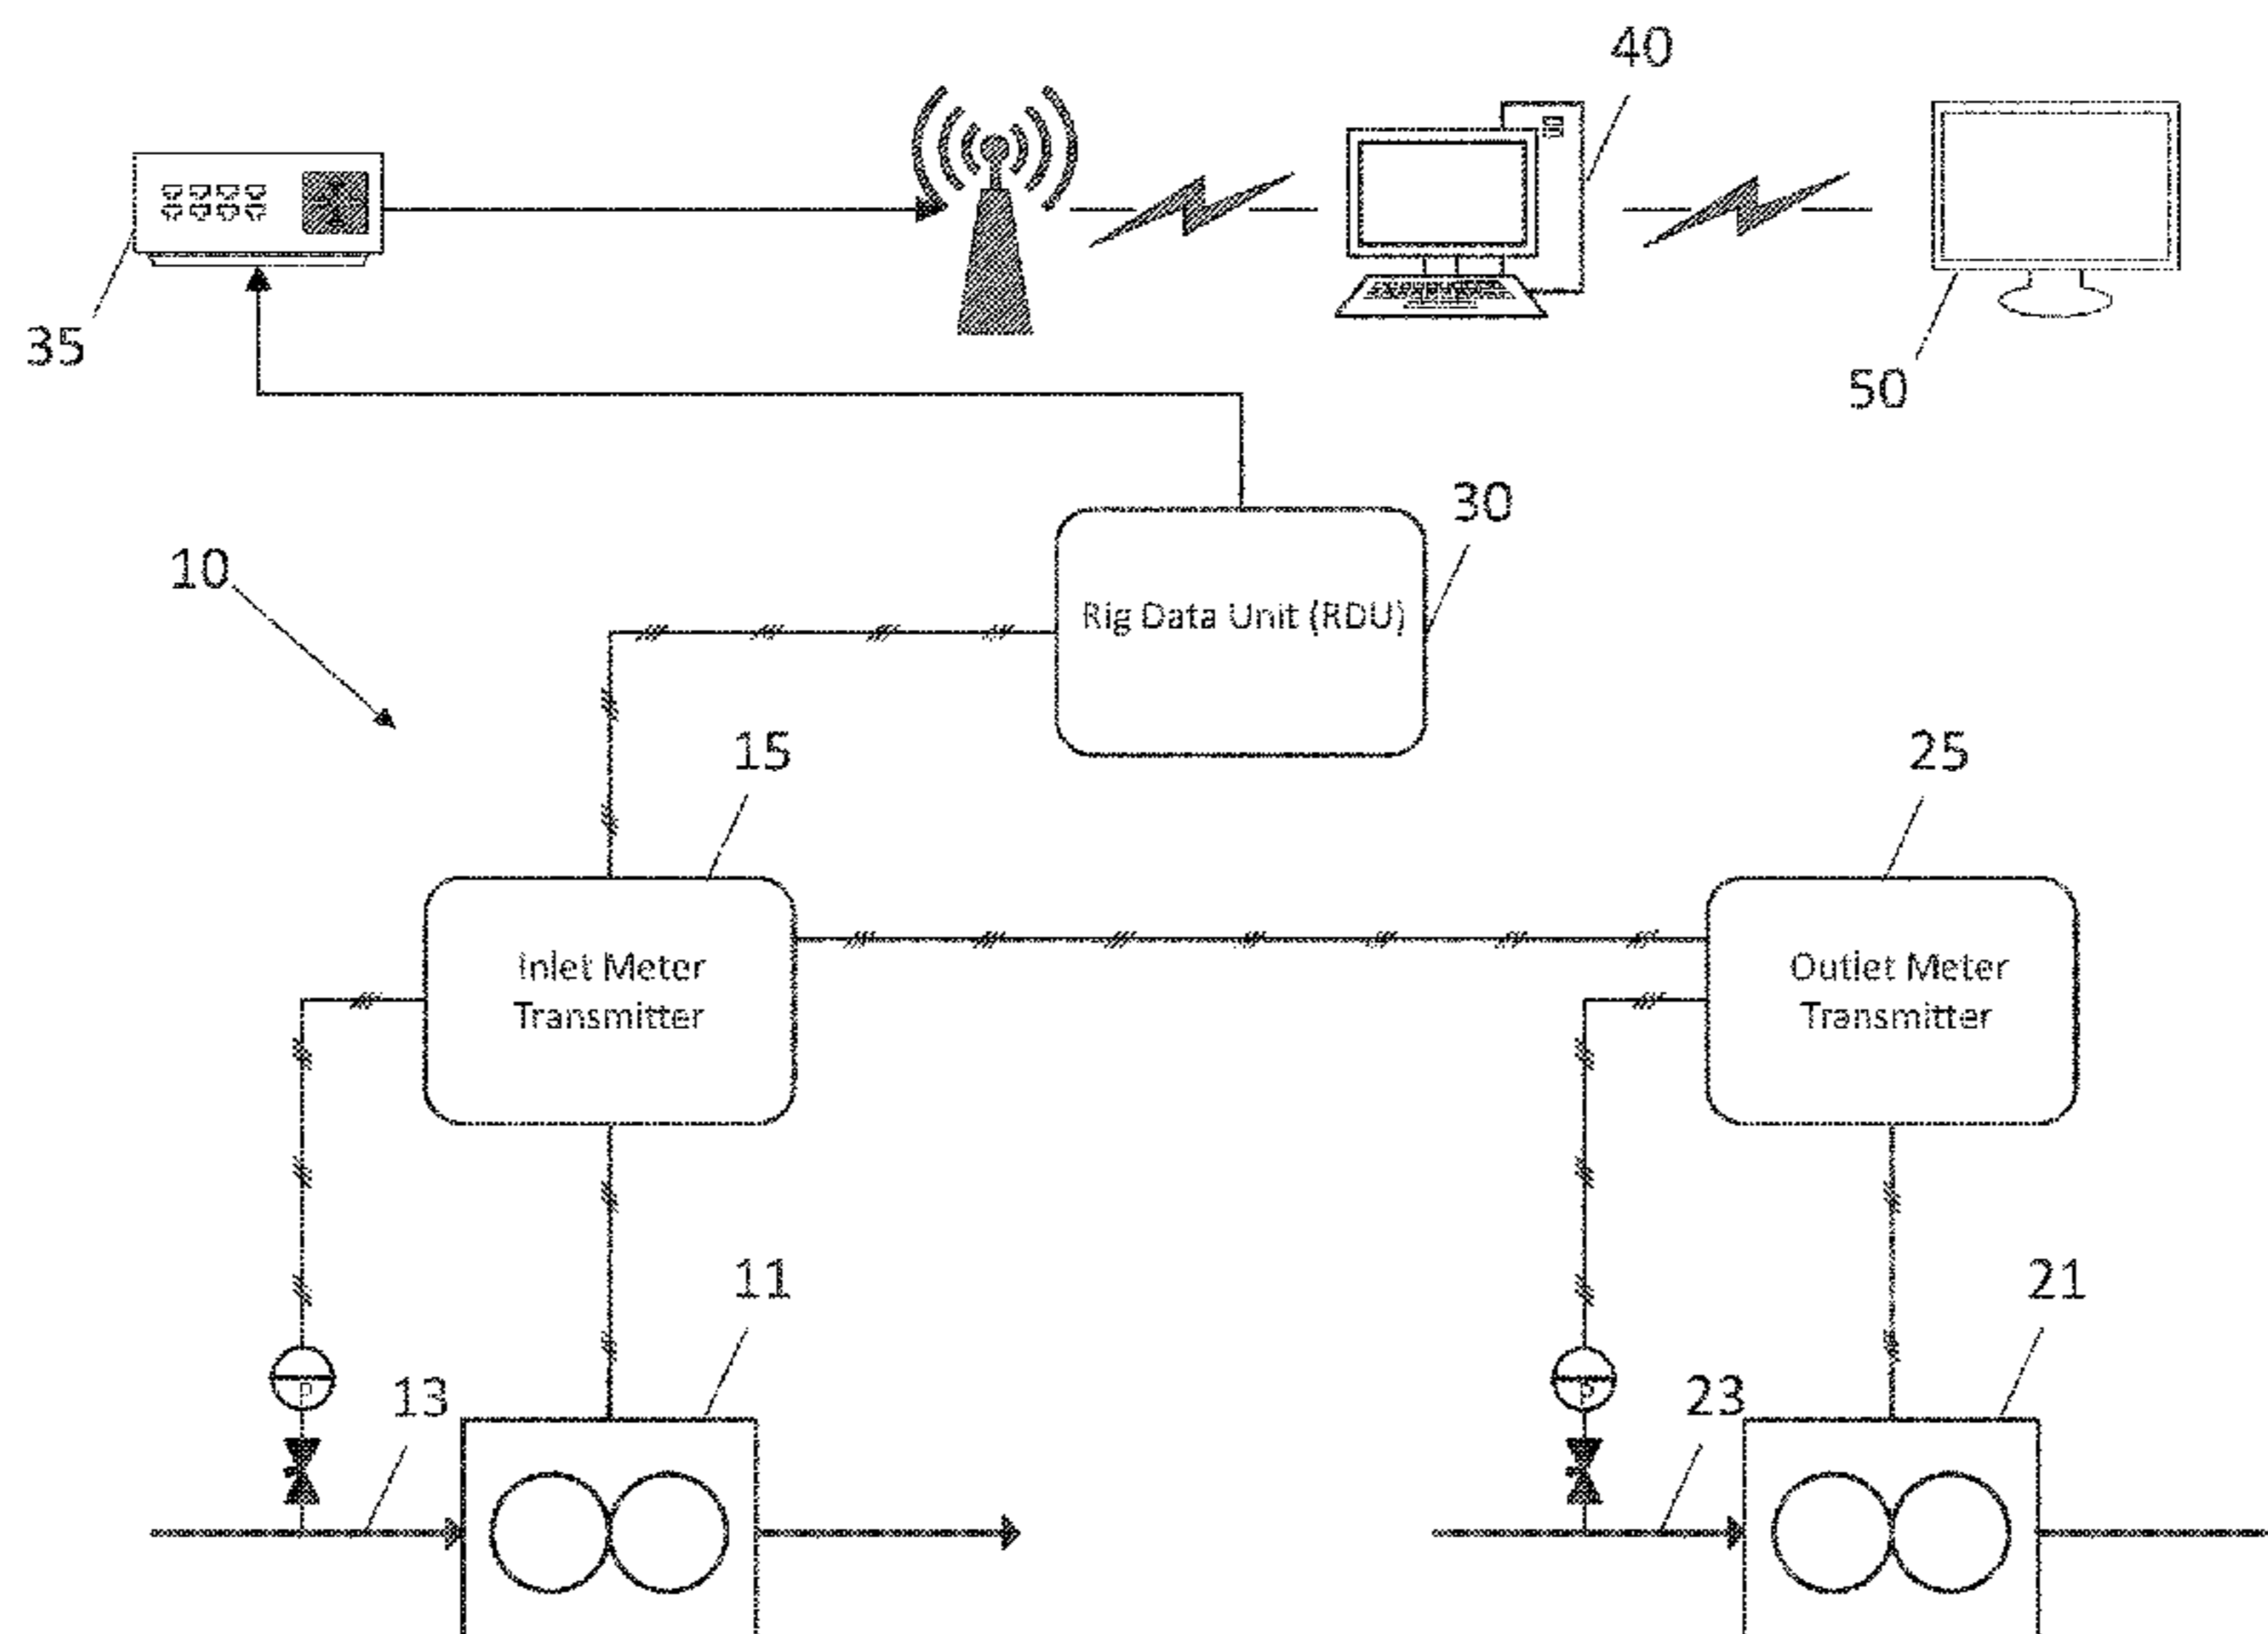 40
35
50
30
Rig Data Unit (RDU)
10
15
25
Inlet Meter
Transmitter
Outlet Meter
Transmitter
11
21
13
23
P